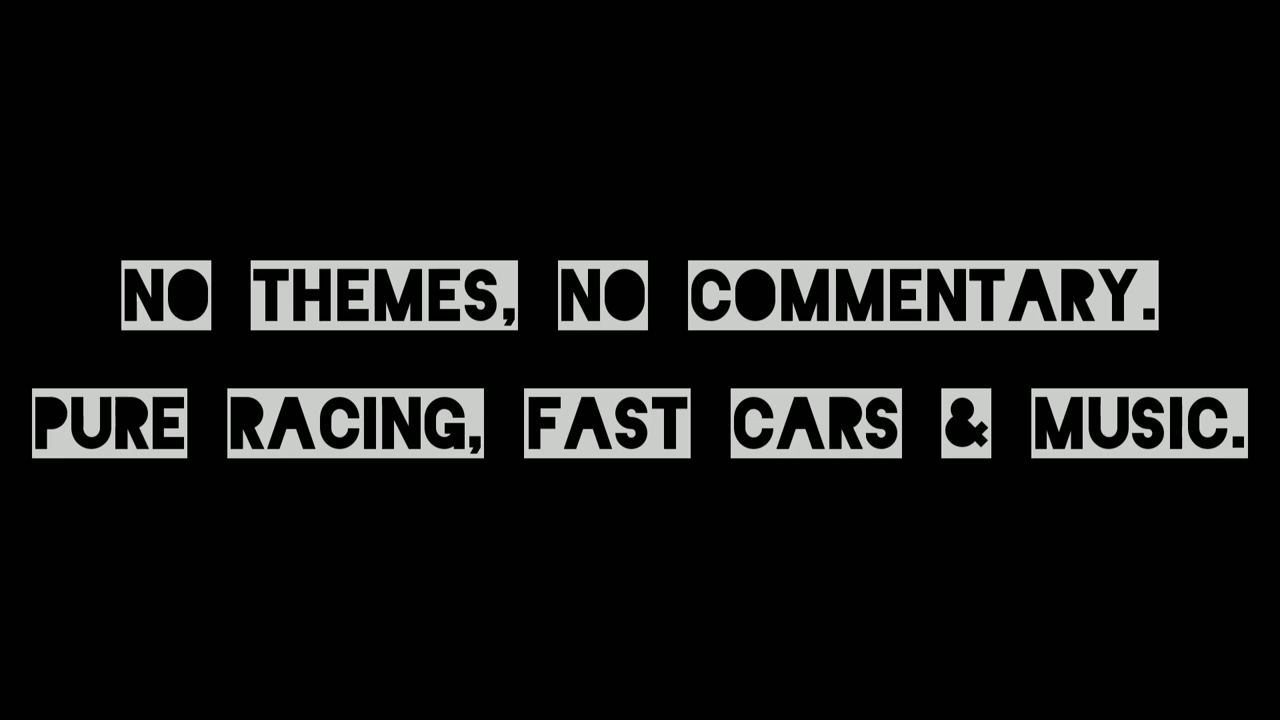 NO THEMES, NO COMMENTARY.
PURE RACING, FAST CARS & MUSIC.